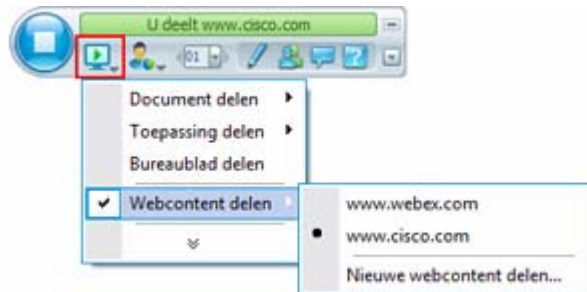 U deelt www.cisco.com
01
Document delen
Toepassing delen
Bureaublad delen
Webcontent delen
www.webex.com
www.cisco.com
Nieuwe webcontent delen...